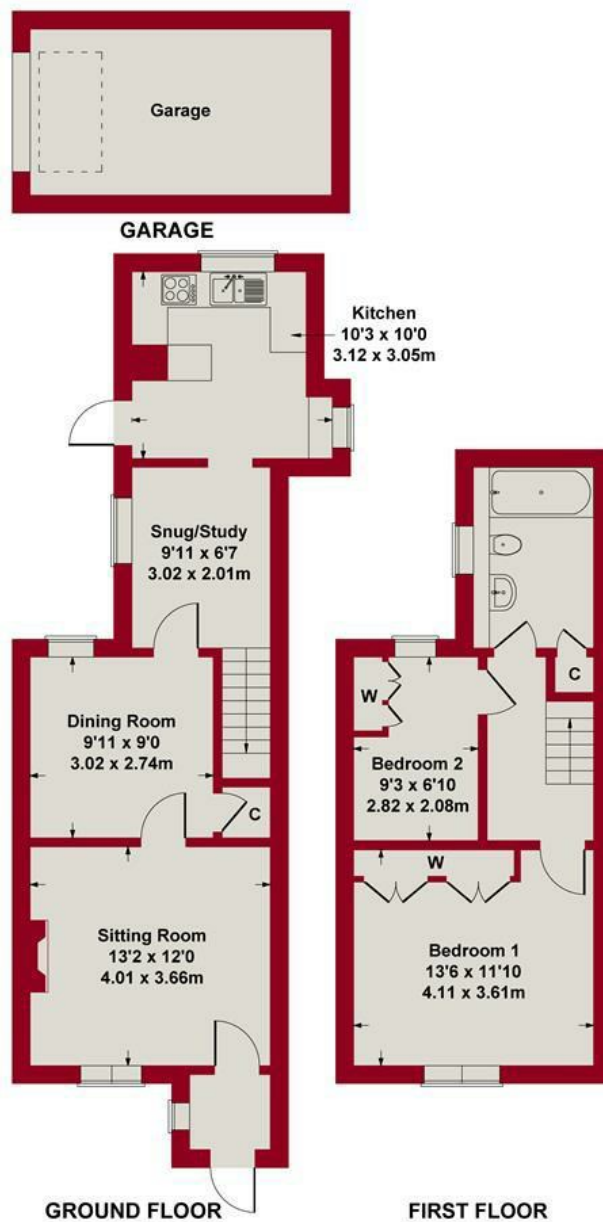 Garage
GARAGE
Kitchen
10'3 x 10'0
3.12 x 3.05m
Snug/Study
9'11 x 6'7
3.02 x 2.01m
Dining Room
9'11 x 9'0
3.02 x 2.74m
C
Sitting Room
13'2 x 12'0
4.01 x 3.66m
GROUND FLOOR
C
W
Bedroom 2
9'3 x 6'10
2.82 x 2.08m
W
Bedroom 1
13'6 x 11'10
4.11 x 3.61m
FIRST FLOOR